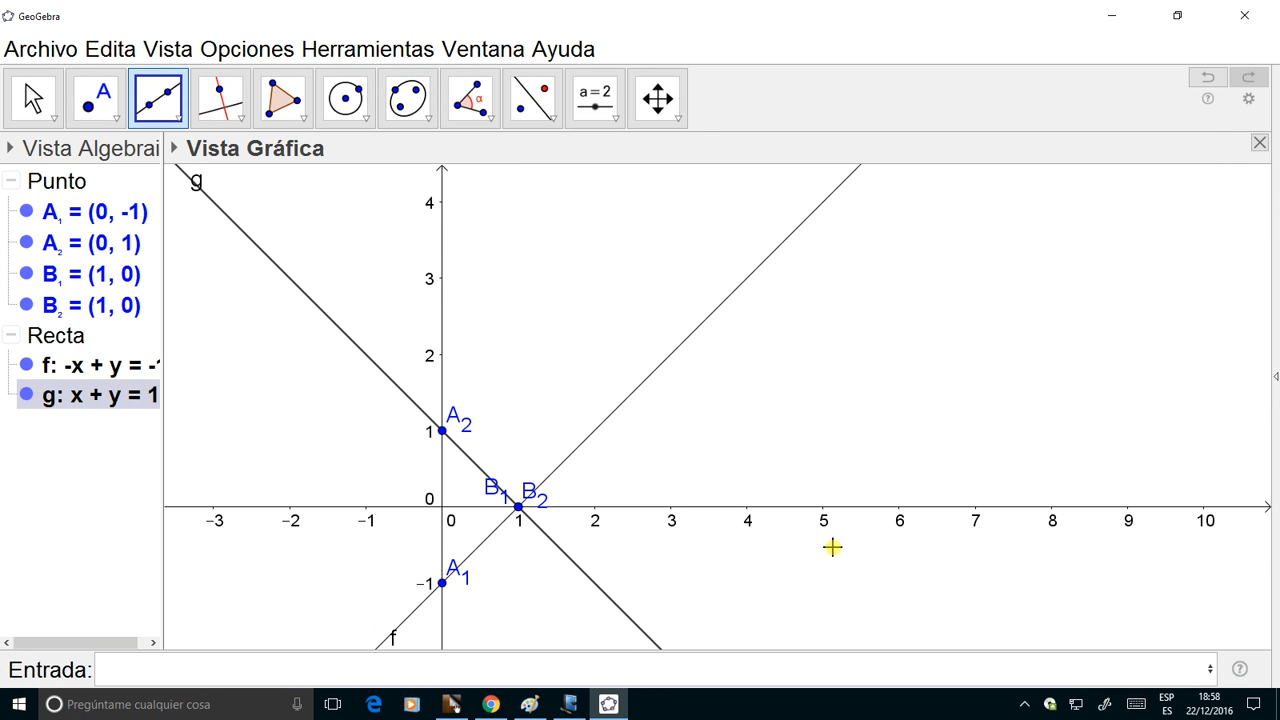 GeoGebra
Archivo Edita Vista Opciones Herramientas Ventana Ayuda
A
α
a = 2
Vista Algebrai
Vista Gráfica
Punto
A₁ = (0, -1)
A₂ = (0, 1)
B₁ = (1, 0)
B₂ = (1, 0)
Recta
f: -x + y = -1
g: x + y = 1
g
4
3
2
A₂
1
B₁ B₂
0
−3 −2 −1 0 1 2 3 4 5 6 7 8 9 10
A₁
−1
f
Entrada:
Pregúntame cualquier cosa
ESP
ES
18:58
22/12/2016